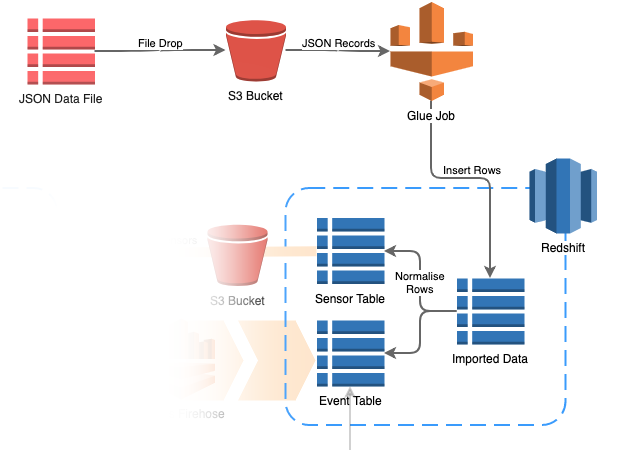 File Drop
JSON Records
JSON Data File
S3 Bucket
Glue Job
Insert Rows
Redshift
S3 Bucket
Sensor Table
Normalise
Rows
Imported Data
Event Table